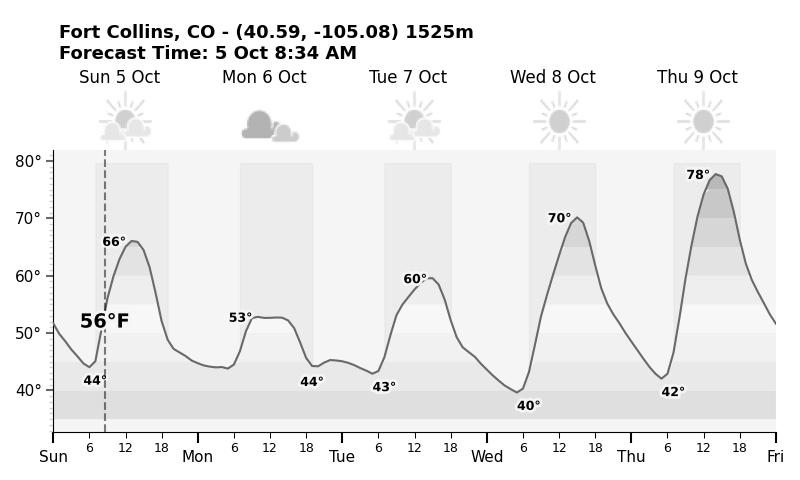 Fort Collins, CO - (40.59, -105.08) 1525m
Forecast Time: 5 Oct 8:34 AM
Sun 5 Oct Mon 6 Oct Tue 7 Oct Wed 8 Oct Thu 9 Oct
80°
78°
70° 70°
66°
60° 60°
56°F
53°
50°
44° 44° 43° 42°
40° 40°
6 12 18 6 12 18 6 12 18 6 12 18 6 12 18
Sun Mon Tue Wed Thu Fri